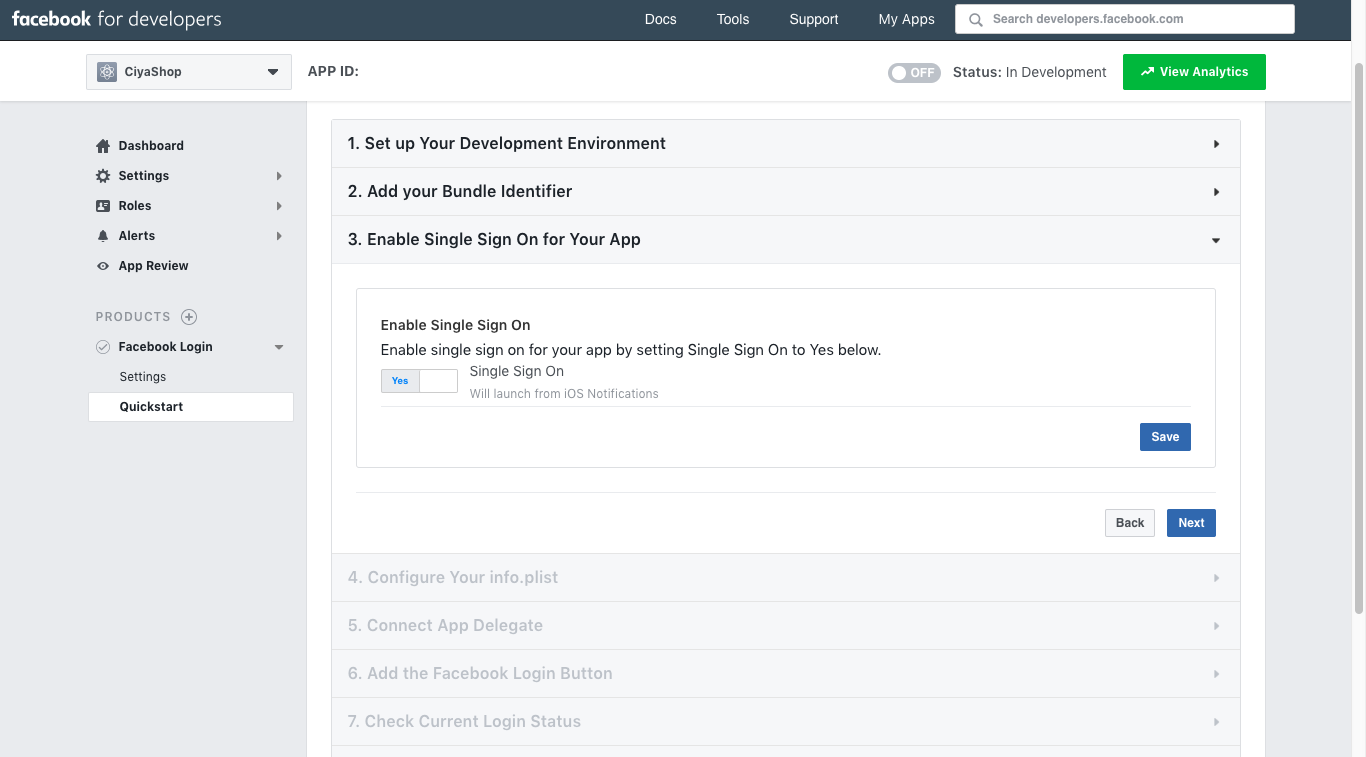 facebook for developers
Docs Tools Support My Apps Search developers.facebook.com
CiyaShop APP ID: OFF Status: In Development View Analytics
Dashboard
Settings
Roles
Alerts
App Review
PRODUCTS
Facebook Login
Settings
Quickstart
1. Set up Your Development Environment
2. Add your Bundle Identifier
3. Enable Single Sign On for Your App
Enable Single Sign On
Enable single sign on for your app by setting Single Sign On to Yes below.
Yes Single Sign On
Will launch from iOS Notifications
Save
Back Next
4. Configure Your info.plist
5. Connect App Delegate
6. Add the Facebook Login Button
7. Check Current Login Status